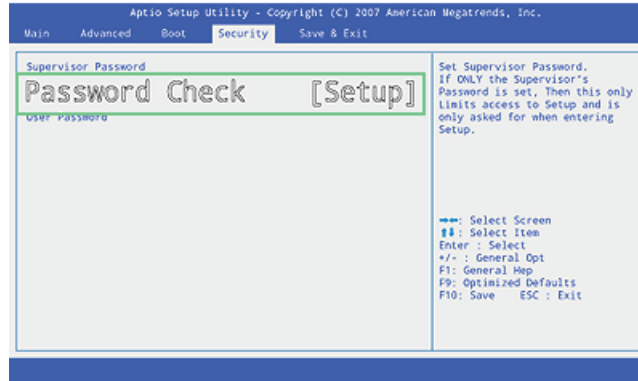 Aptio Setup Utility - Copyright (C) 2007 American Megatrends, Inc.
Main Advanced Boot Security Save & Exit
Supervisor Password
Password Check [Setup]
User Password
Set Supervisor Password.
If ONLY the Supervisor's
Password is set, Then this only
Limits access to Setup and is
only asked for when entering
Setup.
→←: Select Screen
↑↓: Select Item
Enter : Select
+/- : General Opt
F1: General Hep
F9: Optimized Defaults
F10: Save ESC : Exit